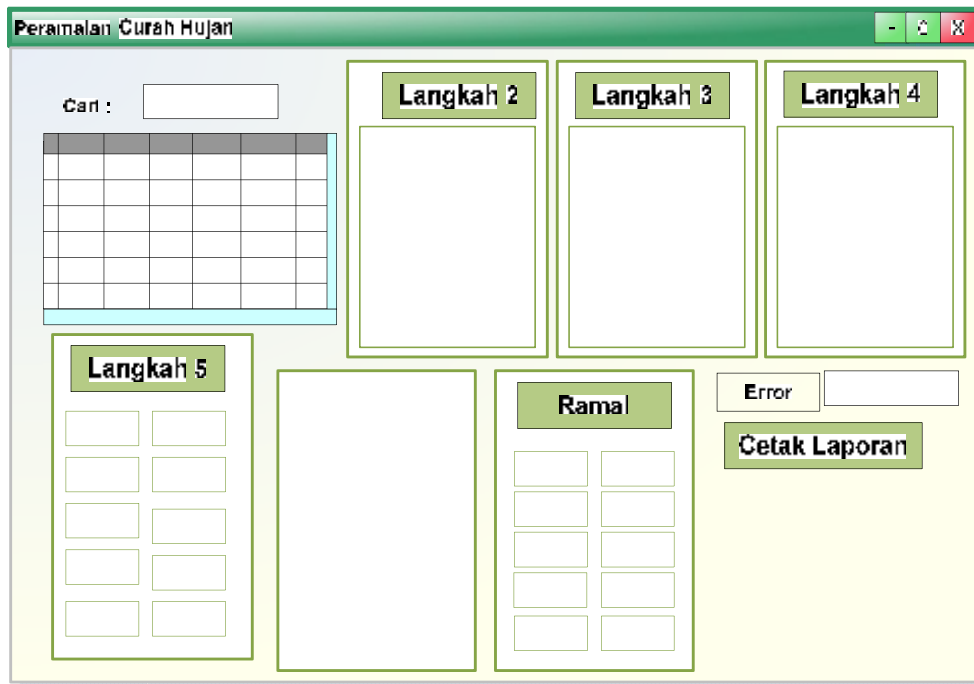 Peramalan Curah Hujan
- X
Cari :
Langkah 2
Langkah 3
Langkah 4
Langkah 5
Ramal
Error
Cetak Laporan